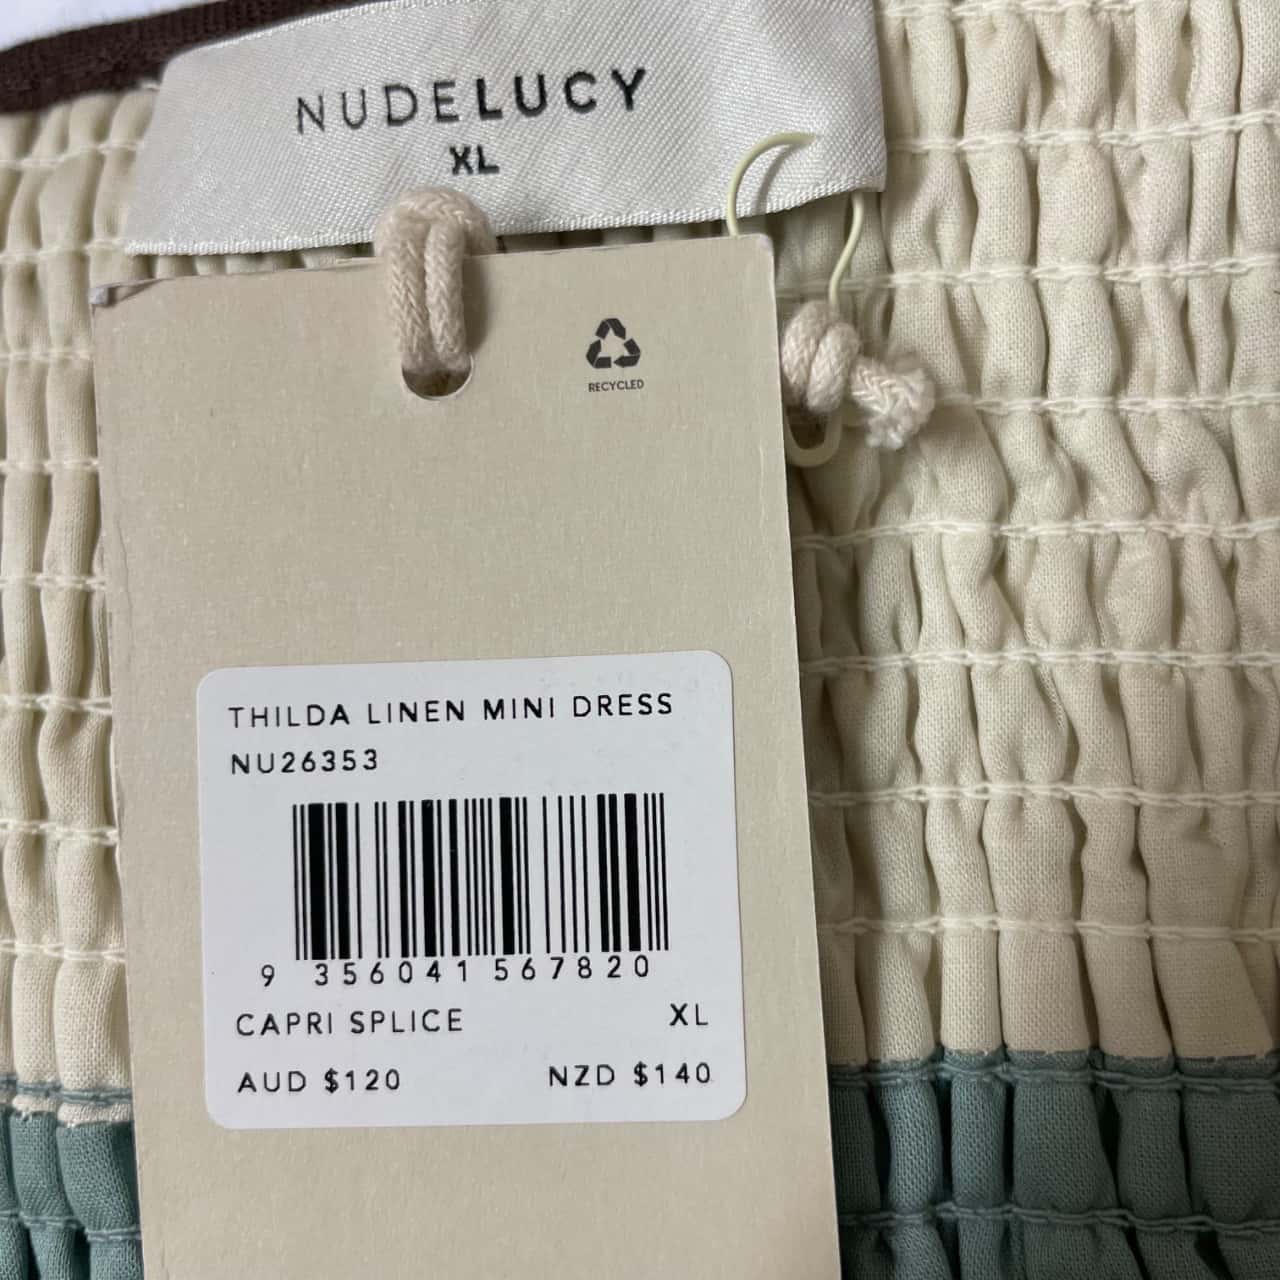 NUDELUCY
XL
RECYCLED
THILDA LINEN MINI DRESS
NU26353
9 356041 567820
CAPRI SPLICE XL
AUD $120 NZD $140